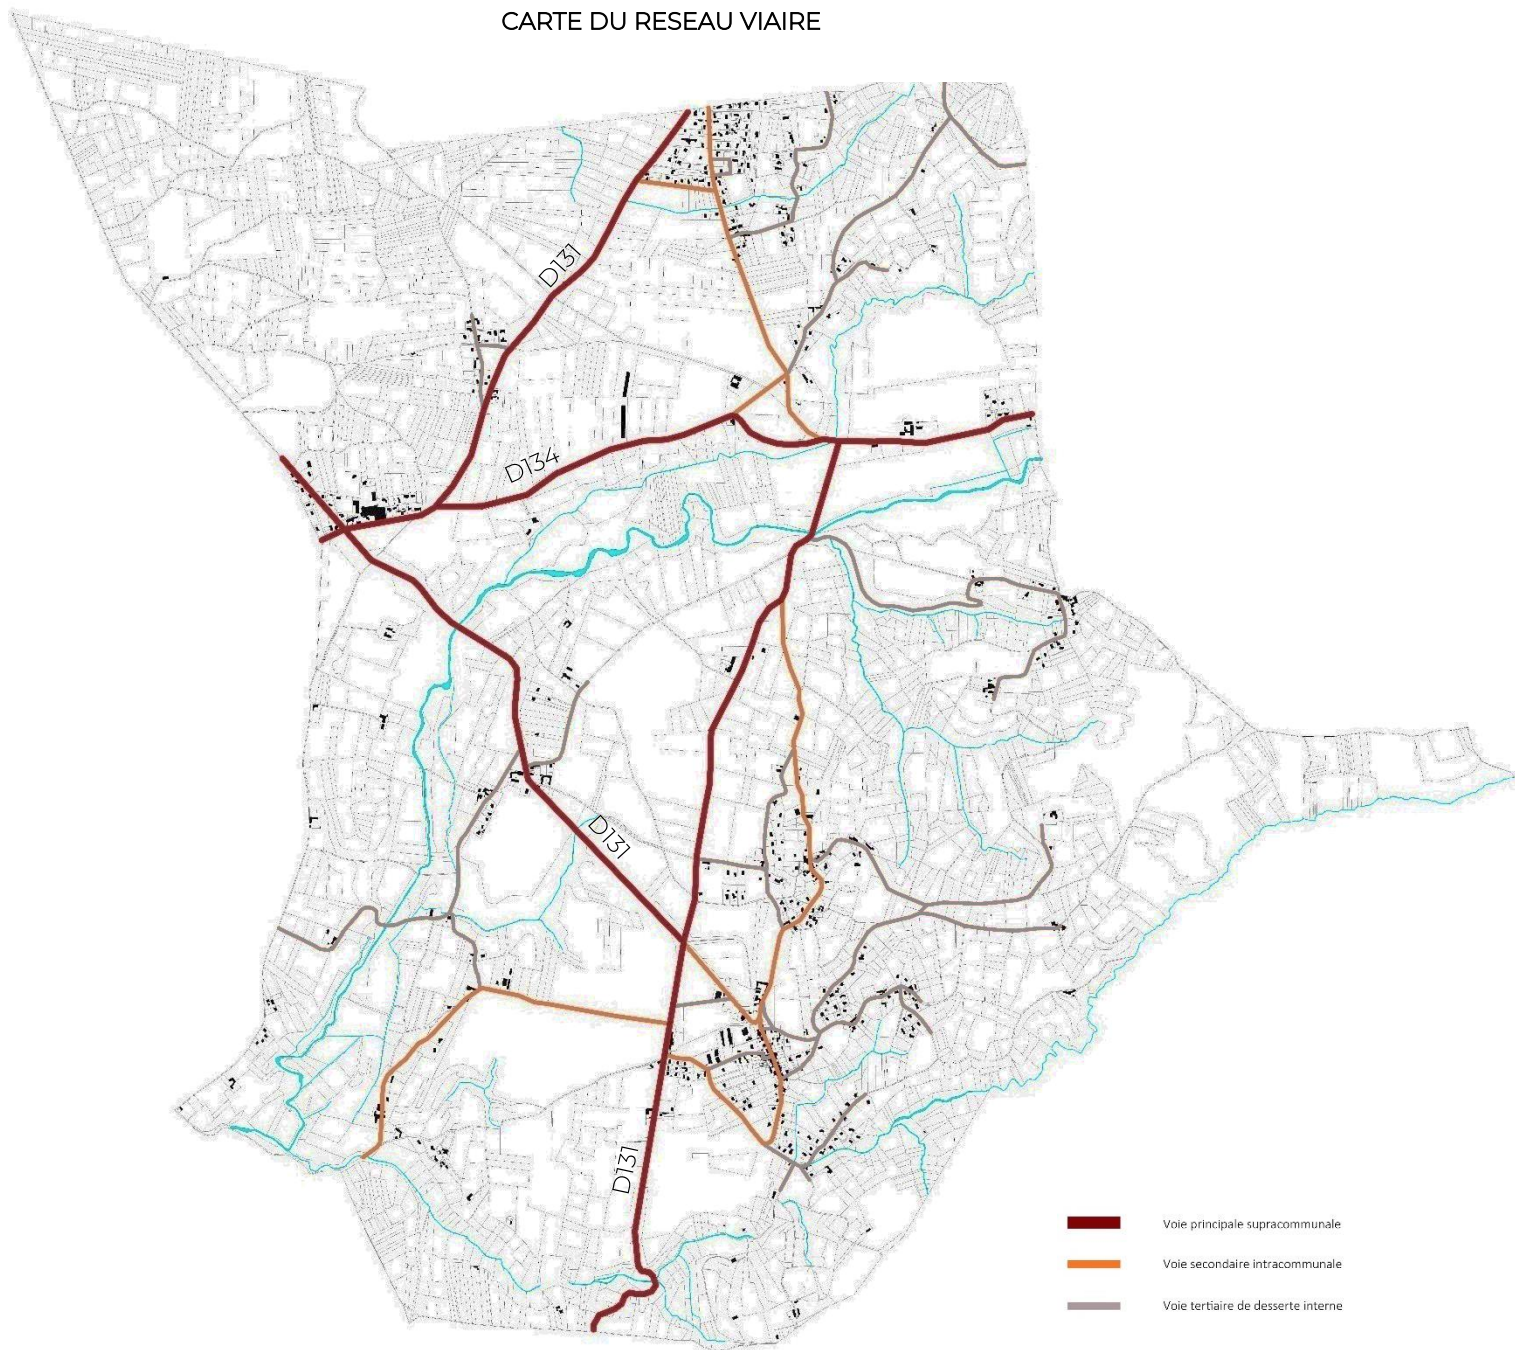 CARTE DU RESEAU VIAIRE
D131
D134
D131
D131
Voie principale supracommunale
Voie secondaire intracommunale
Voie tertiaire de desserte interne